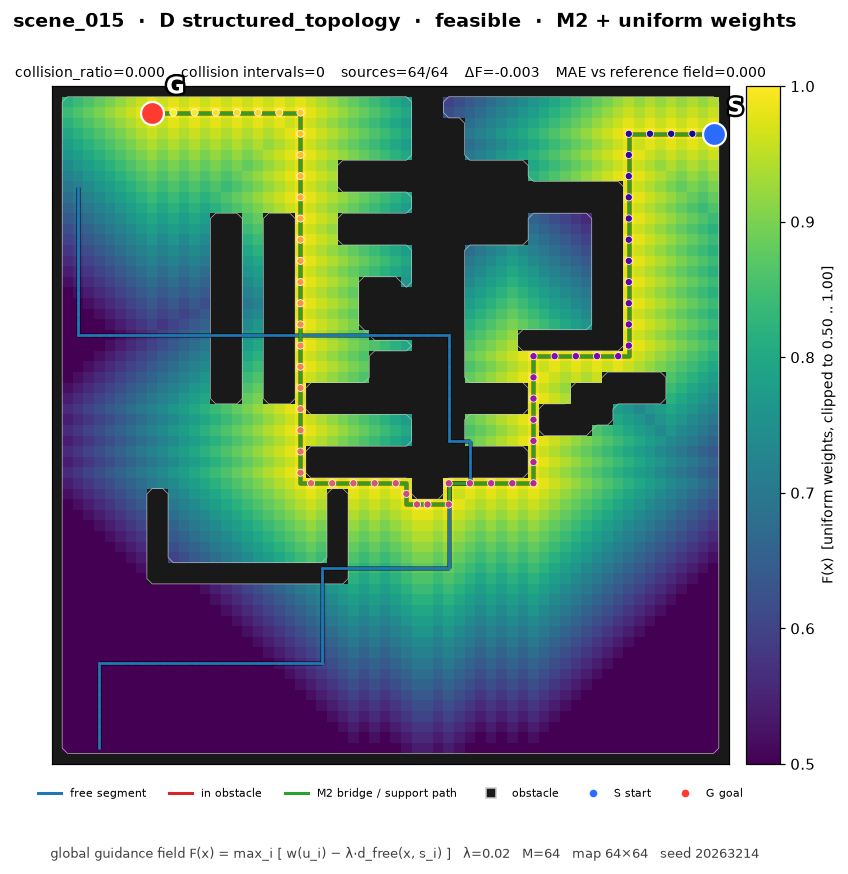 scene_015 · D structured_topology · feasible · M2 + uniform weights
collision_ratio=0.000 collision intervals=0 sources=64/64 ΔF=-0.003 MAE vs reference field=0.000
G
S
1.0
0.9
0.8
0.7
0.6
0.5
F(x) [uniform weights, clipped to 0.50 .. 1.00]
free segment
in obstacle
M2 bridge / support path
obstacle
S start
G goal
global guidance field F(x) = max_i [ w(u_i) − λ·d_free(x, s_i) ] λ=0.02 M=64 map 64×64 seed 20263214